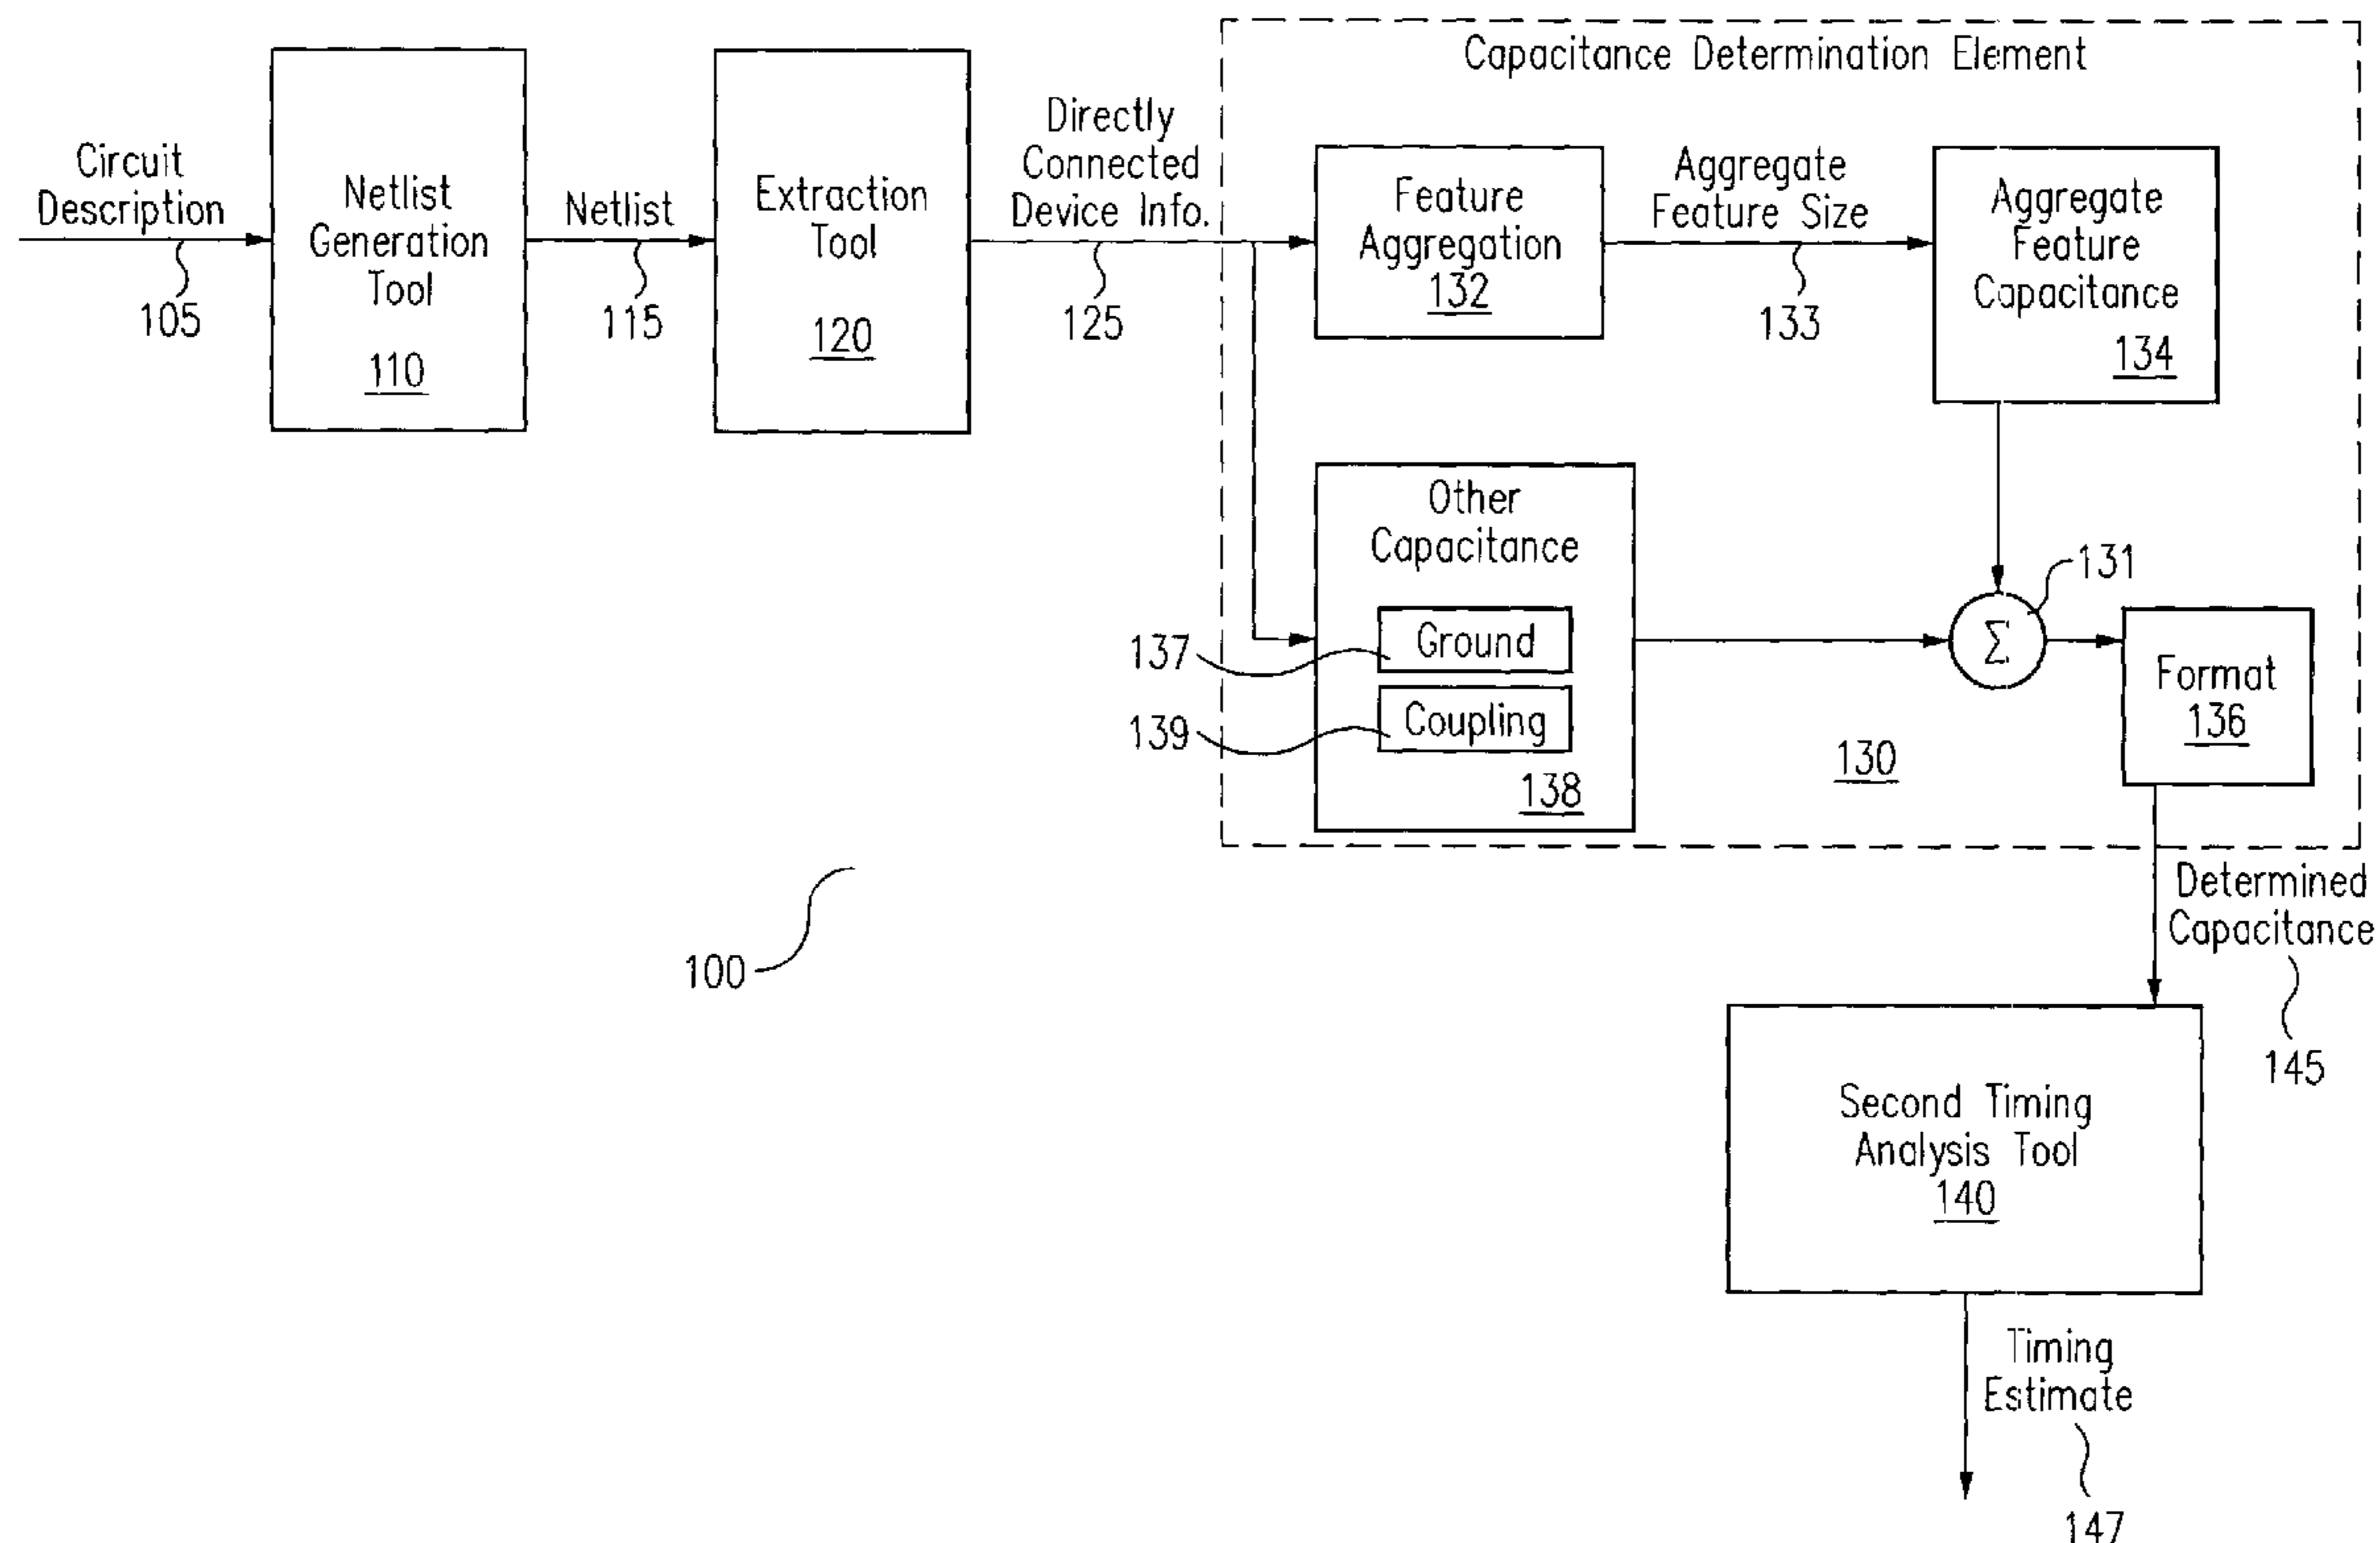 Capacitance Determination Element
Circuit
Description
105
Netlist
Generation
Tool
110
Netlist
115
Extraction
Tool
120
Directly
Connected
Device Info.
125
Feature
Aggregation
132
Aggregate
Feature Size
133
Aggregate
Feature
Capacitance
134
Other
Capacitance
137
Ground
139
Coupling
138
131
Σ
130
Format
136
Determined
Capacitance
145
100
Second Timing
Analysis Tool
140
Timing
Estimate
147